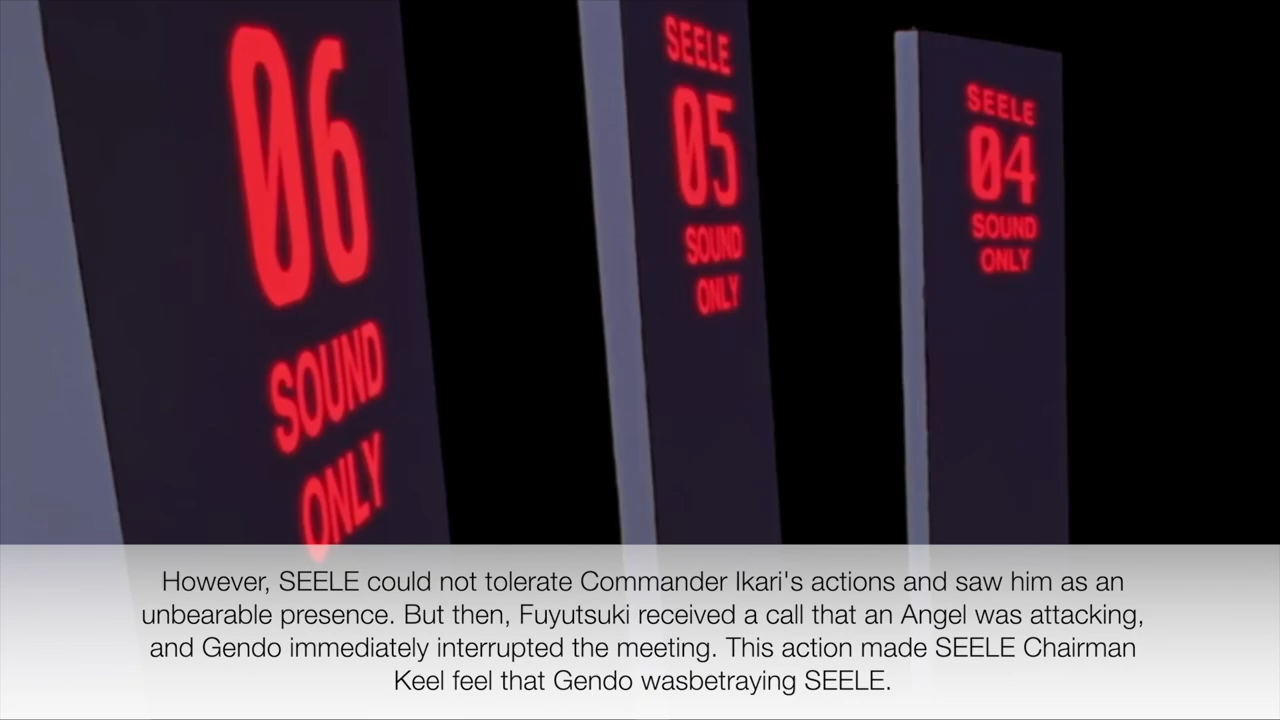 06
SOUND
ONLY
SEELE
05
SOUND
ONLY
SEELE
04
SOUND
ONLY
However, SEELE could not tolerate Commander Ikari's actions and saw him as an
unbearable presence. But then, Fuyutsuki received a call that an Angel was attacking,
and Gendo immediately interrupted the meeting. This action made SEELE Chairman
Keel feel that Gendo wasbetraying SEELE.